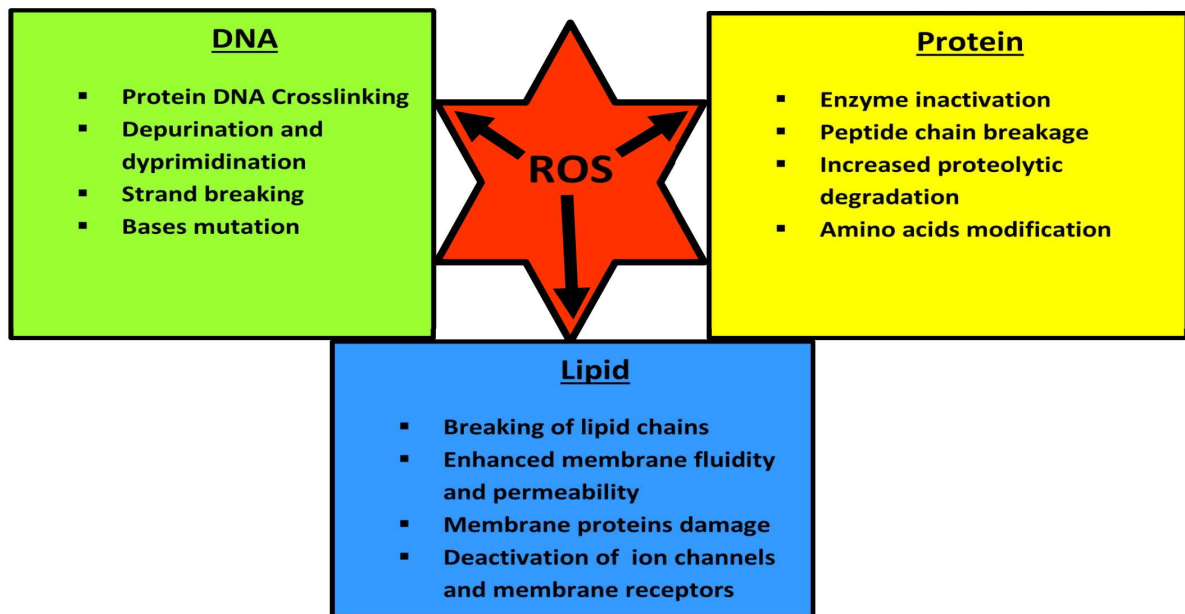 DNA
▪ Protein DNA Crosslinking
▪ Depurination and
dyprimidination
▪ Strand breaking
▪ Bases mutation
ROS
Protein
▪ Enzyme inactivation
▪ Peptide chain breakage
▪ Increased proteolytic
degradation
▪ Amino acids modification
Lipid
▪ Breaking of lipid chains
▪ Enhanced membrane fluidity
and permeability
▪ Membrane proteins damage
▪ Deactivation of ion channels
and membrane receptors